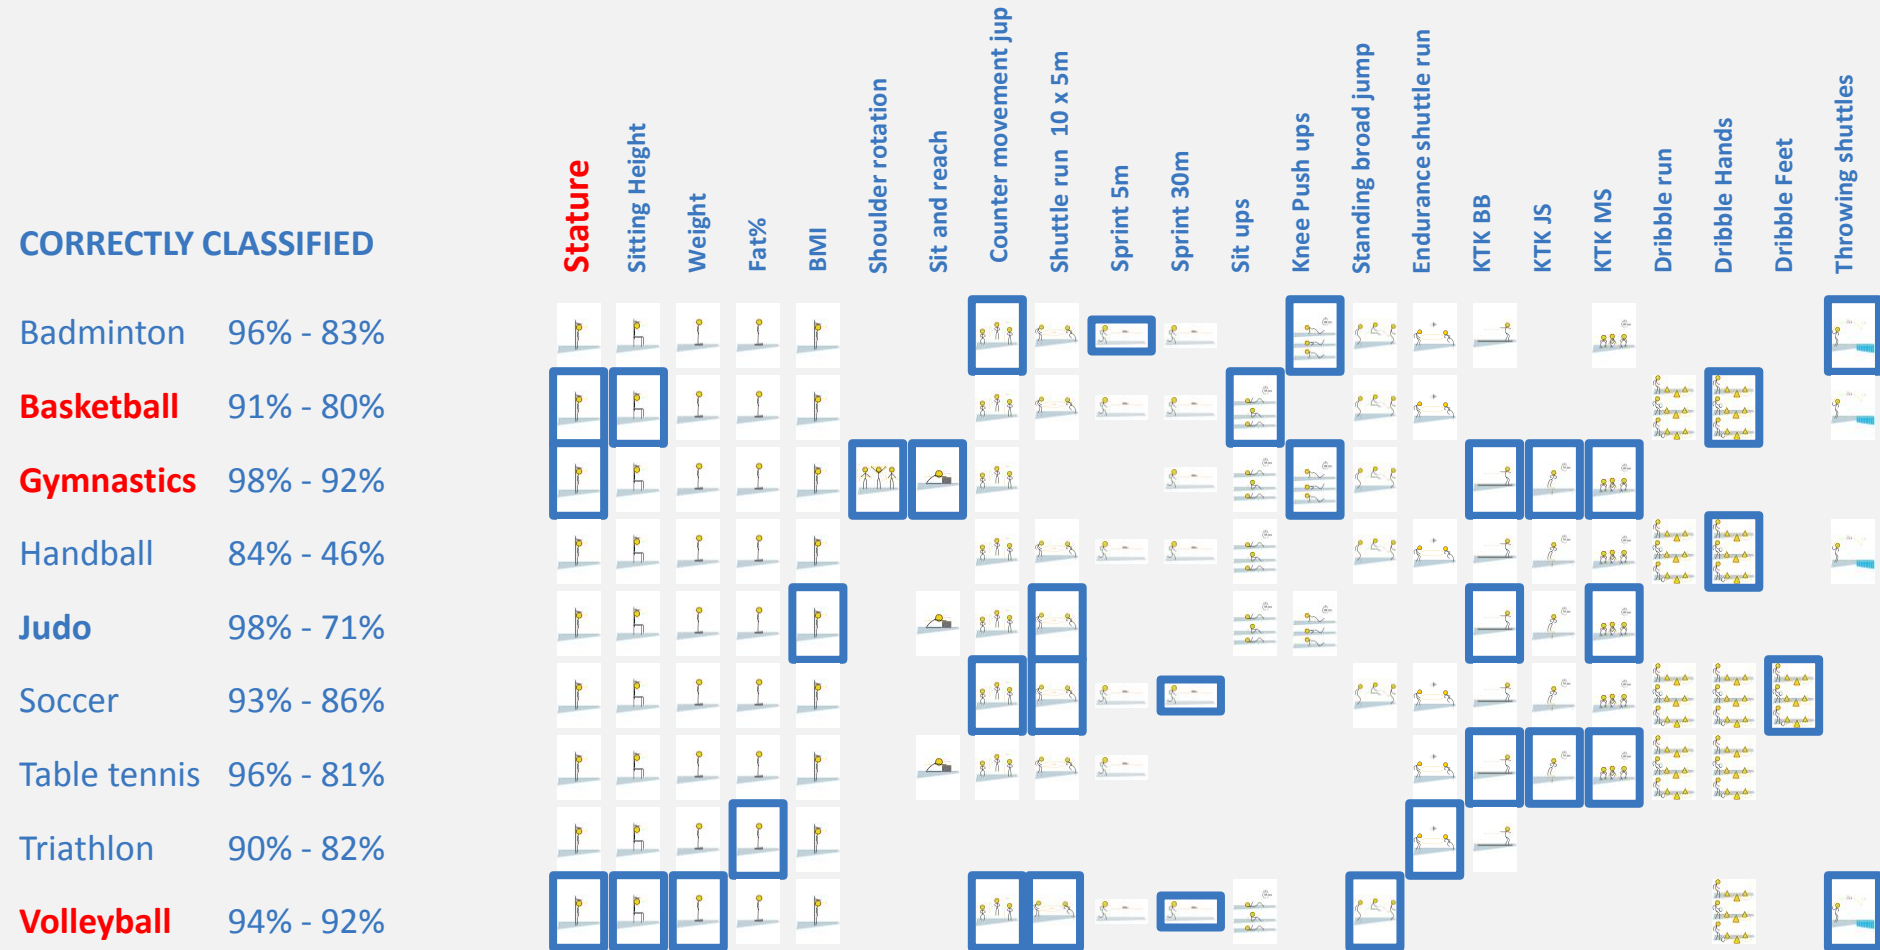 CORRECTLY CLASSIFIED
Stature
Sitting Height
Weight
Fat%
BMI
Shoulder rotation
Sit and reach
Counter movement jup
Shuttle run 10 x 5m
Sprint 5m
Sprint 30m
Sit ups
Knee Push ups
Standing broad jump
Endurance shuttle run
KTK BB
KTK JS
KTK MS
Dribble run
Dribble Hands
Dribble Feet
Throwing shuttles
Badminton 96% - 83%
Basketball 91% - 80%
Gymnastics 98% - 92%
Handball 84% - 46%
Judo 98% - 71%
Soccer 93% - 86%
Table tennis 96% - 81%
Triathlon 90% - 82%
Volleyball 94% - 92%